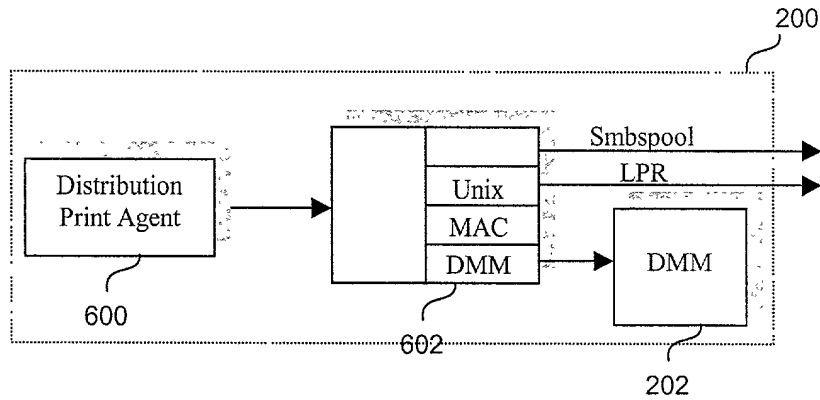 200
Smbspool
Distribution
Print Agent
Unix
LPR
MAC
DMM
DMM
600
602
202